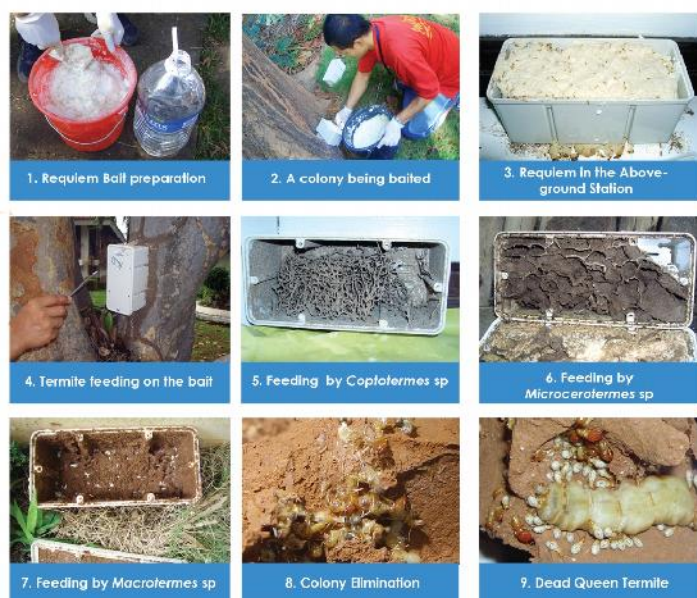 1. Requiem Bait preparation
2. A colony being baited
3. Requiem in the Above-
ground Station
4. Termite feeding on the bait
5. Feeding by Coptotermes sp
6. Feeding by
Microcerotermes sp
7. Feeding by Macrotermes sp
8. Colony Elimination
9. Dead Queen Termite